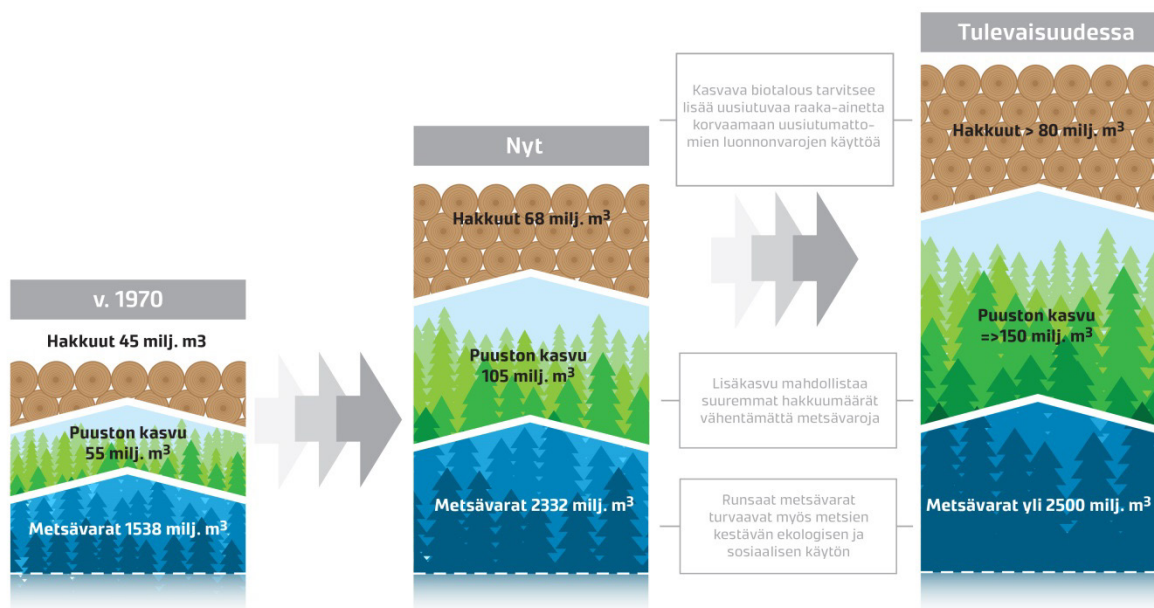 v. 1970
Hakkuut 45 milj. m3
Puuston kasvu
55 milj. m³
Metsävarat 1538 milj. m³
Nyt
Hakkuut 68 milj. m³
Puuston kasvu
105 milj. m³
Metsävarat 2332 milj. m³
Kasvava biotalous tarvitsee
lisää uusiutuvaa raaka-ainetta
korvaamaan uusiutumatto-
mien luonnonvarojen käyttöä
Lisäkasvu mahdollistaa
suuremmat hakkuumäärät
vähentämättä metsävaroja
Runsaat metsävarat
turvaavat myös metsien
kestävän ekologisen ja
sosiaalisen käytön
Tulevaisuudessa
Hakkuut > 80 milj. m³
Puuston kasvu
=>150 milj. m³
Metsävarat yli 2500 milj. m³